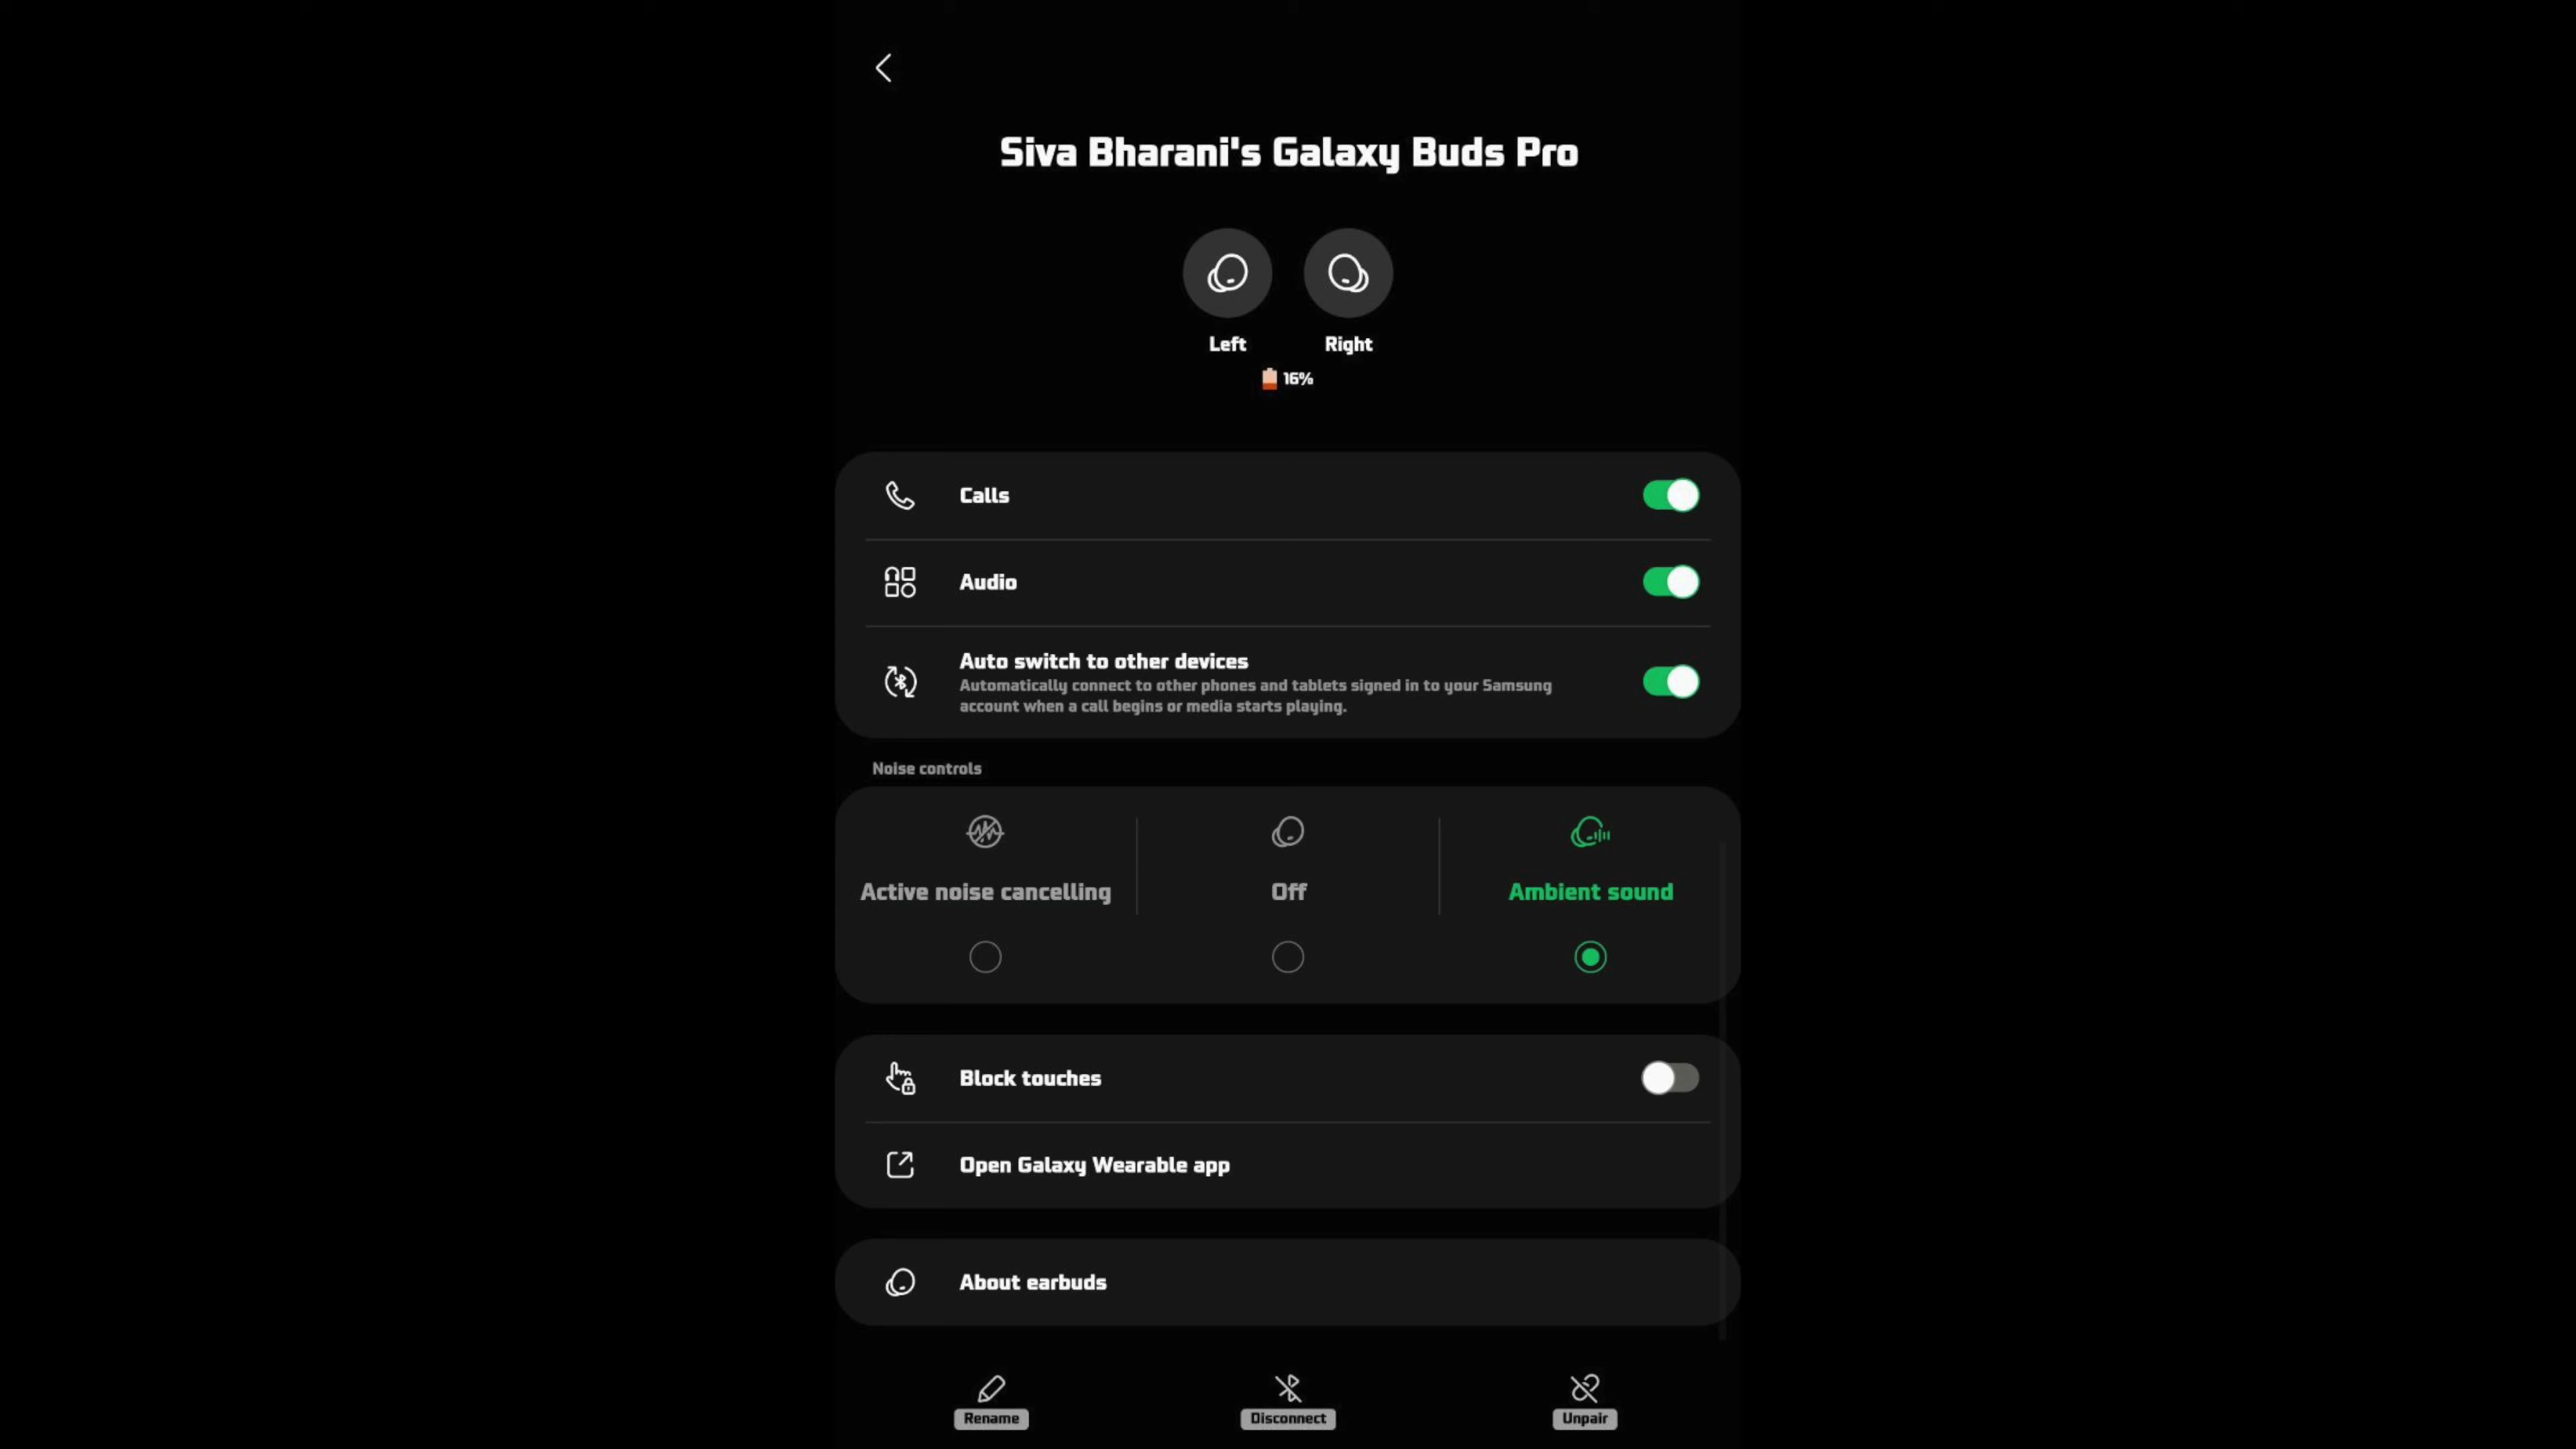 Siva Bharani's Galaxy Buds Pro
Left
Right
16%
Calls
Audio
Auto switch to other devices
Automatically connect to other phones and tablets signed in to your Samsung
account when a call begins or media starts playing.
Noise controls
Active noise cancelling
Off
Ambient sound
Block touches
Open Galaxy Wearable app
About earbuds
Rename
Disconnect
Unpair